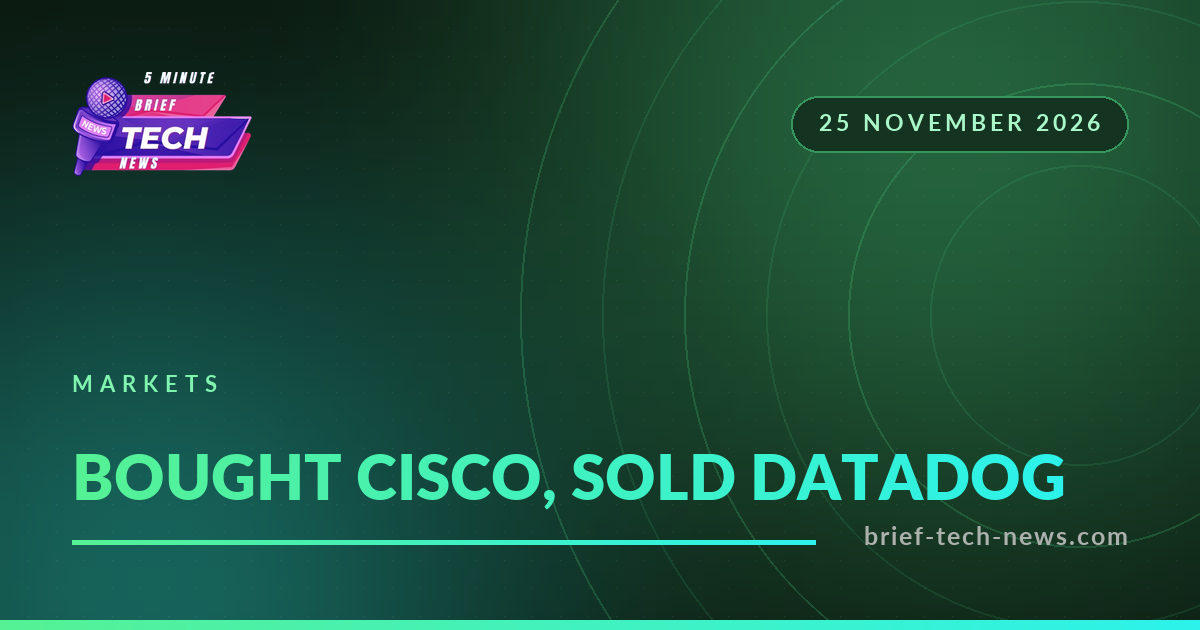 5 MINUTE
BRIEF
NEWS
TECH
NEWS
25 NOVEMBER 2026
MARKETS
BOUGHT CISCO, SOLD DATADOG
brief-tech-news.com